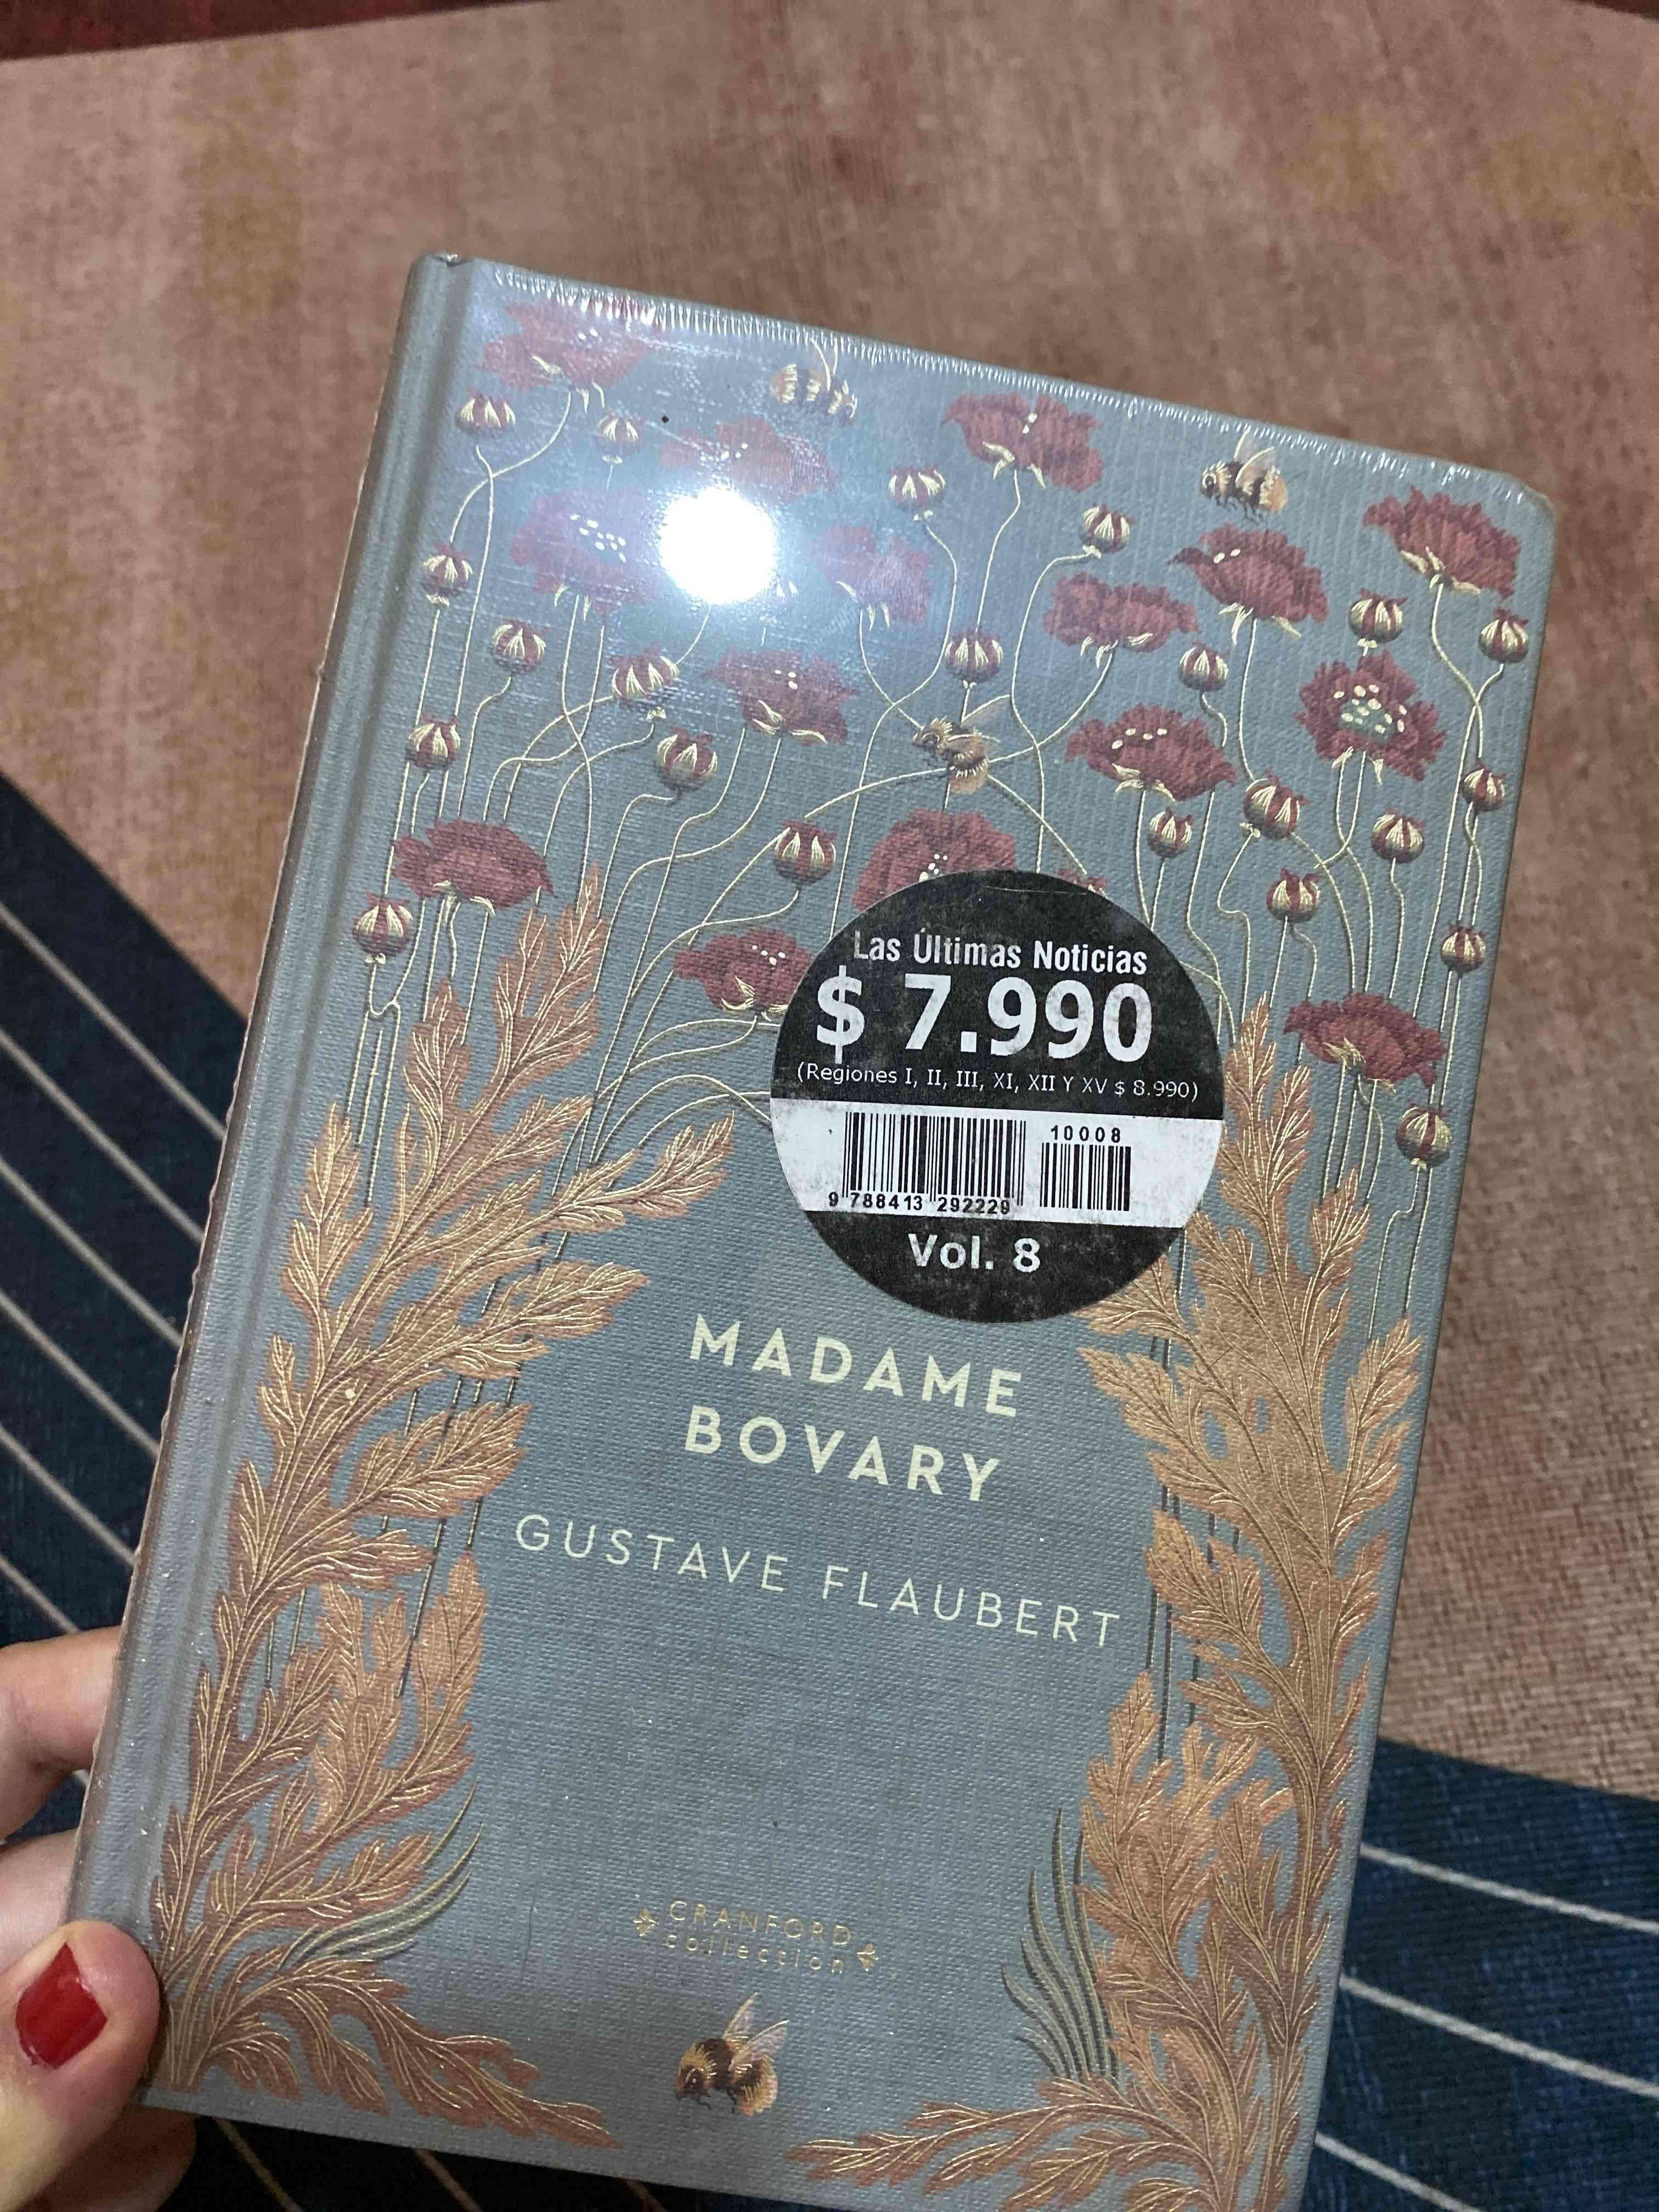 Las Últimas Noticias
$ 7.990
(Regiones I, II, III, XI, XII Y XV $ 8.990)
10008
9 788413 292229
Vol. 8
MADAME
BOVARY
GUSTAVE FLAUBERT
CRANFORD
collection